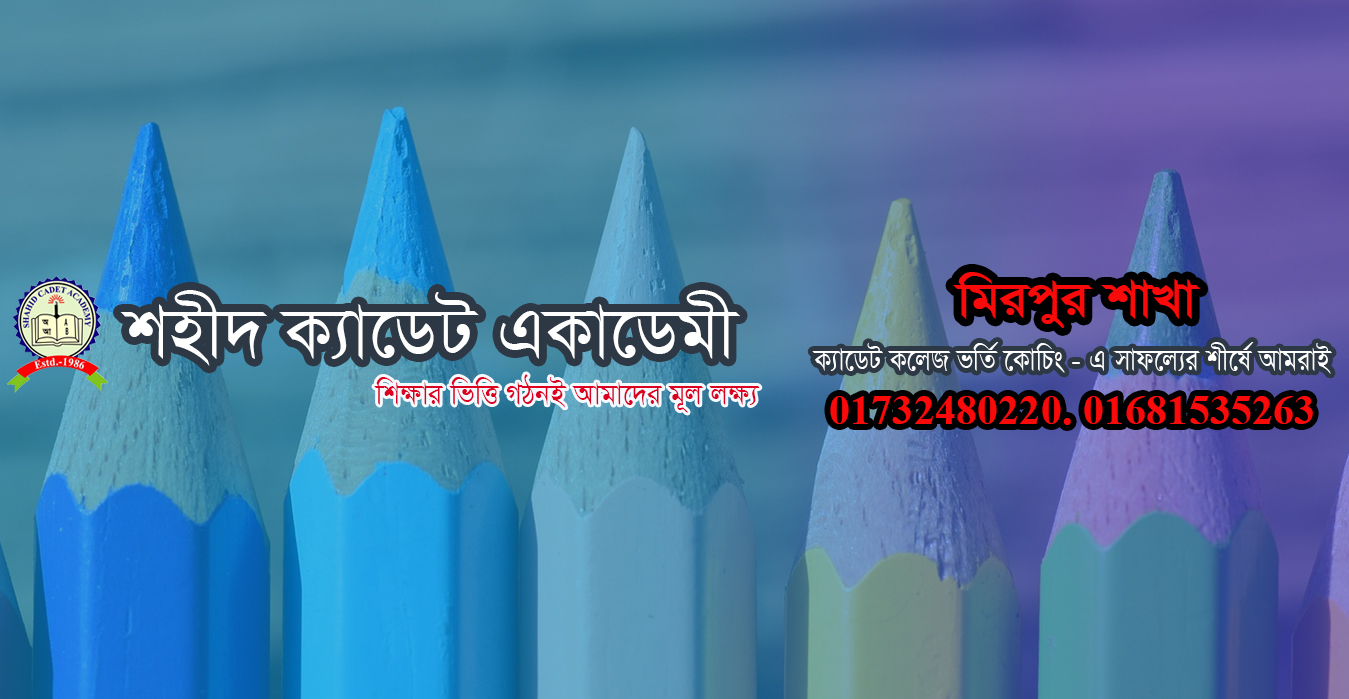 SHAHID CADET ACADEMY
অ A
আ B
Estd.-1986
শহীদ ক্যাডেট একাডেমী
শিক্ষার ভিত্তি গঠনই আমাদের মূল লক্ষ্য
মিরপুর শাখা
ক্যাডেট কলেজ ভর্তি কোচিং - এ সাফল্যের শীর্ষে আমরাই
01732480220. 01681535263